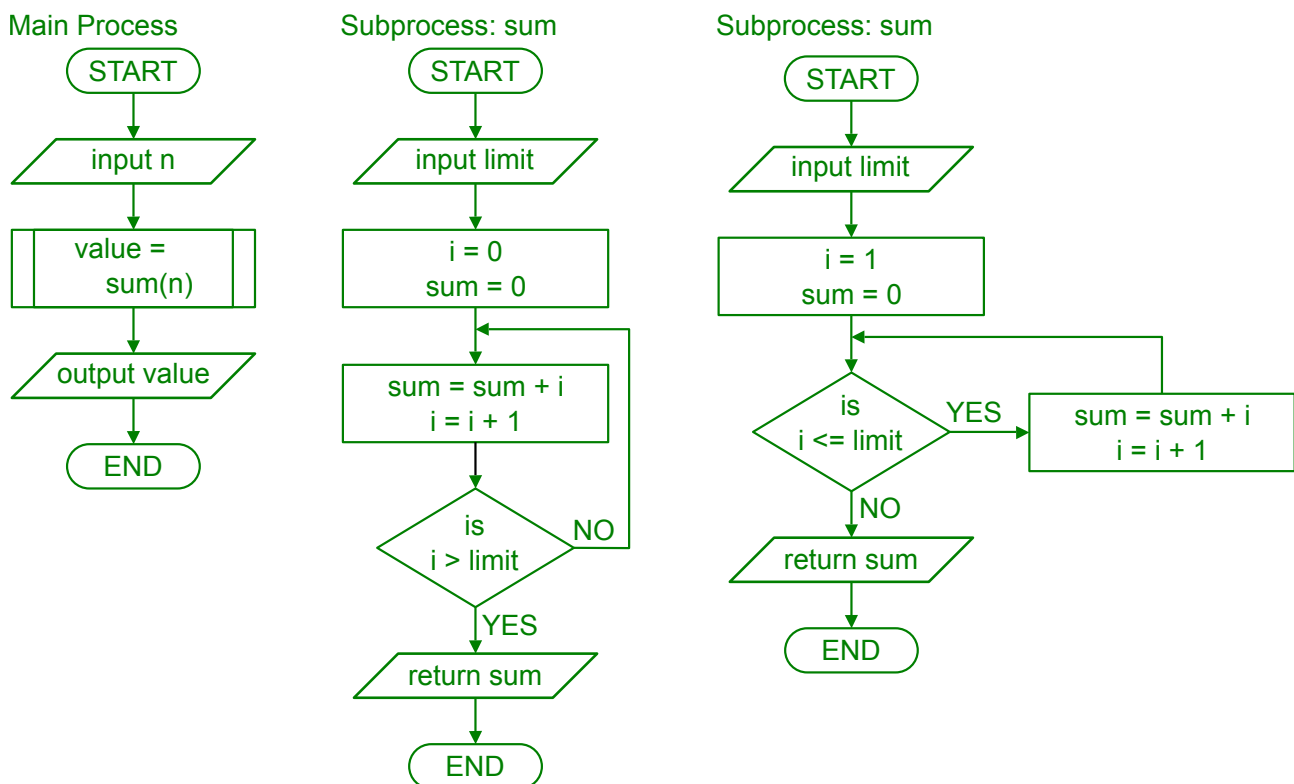 Main Process
START
input n
value =
sum(n)
output value
END
Subprocess: sum
START
input limit
i = 0
sum = 0
sum = sum + i
i = i + 1
is
i > limit
NO
YES
return sum
END
Subprocess: sum
START
input limit
i = 1
sum = 0
is
i <= limit
YES
sum = sum + i
i = i + 1
NO
return sum
END